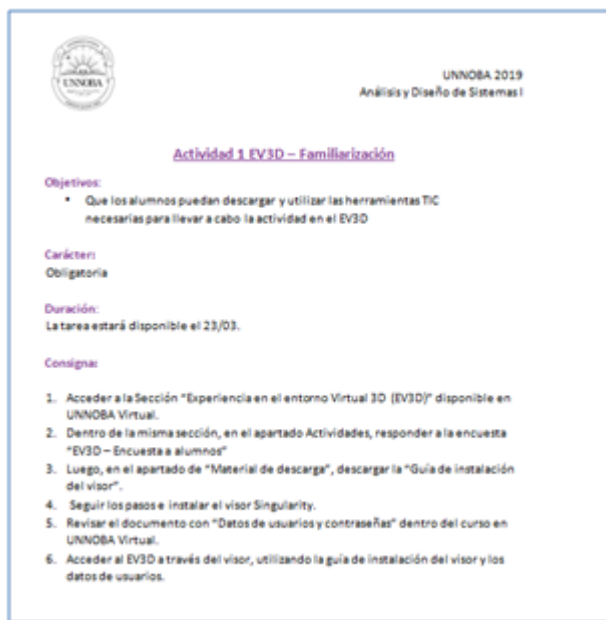 UNNOBA
UNNOBA 2019
Análisis y Diseño de Sistemas I
Actividad 1 EV3D – Familiarización
Objetivos:
• Que los alumnos puedan descargar y utilizar las herramientas TIC
necesarias para llevar a cabo la actividad en el EV3D
Carácter:
Obligatoria
Duración:
La tarea estará disponible el 23/03.
Consigna:
1. Acceder a la Sección "Experiencia en el entorno Virtual 3D (EV3D)" disponible en
UNNOBA Virtual.
2. Dentro de la misma sección, en el apartado Actividades, responder a la encuesta
"EV3D – Encuesta a alumnos"
3. Luego, en el apartado de "Material de descarga", descargar la "Guía de instalación
del visor".
4. Seguir los pasos e instalar el visor Singularity.
5. Revisar el documento con "Datos de usuarios y contraseñas" dentro del curso en
UNNOBA Virtual.
6. Acceder al EV3D a través del visor, utilizando la guía de instalación del visor y los
datos de usuarios.